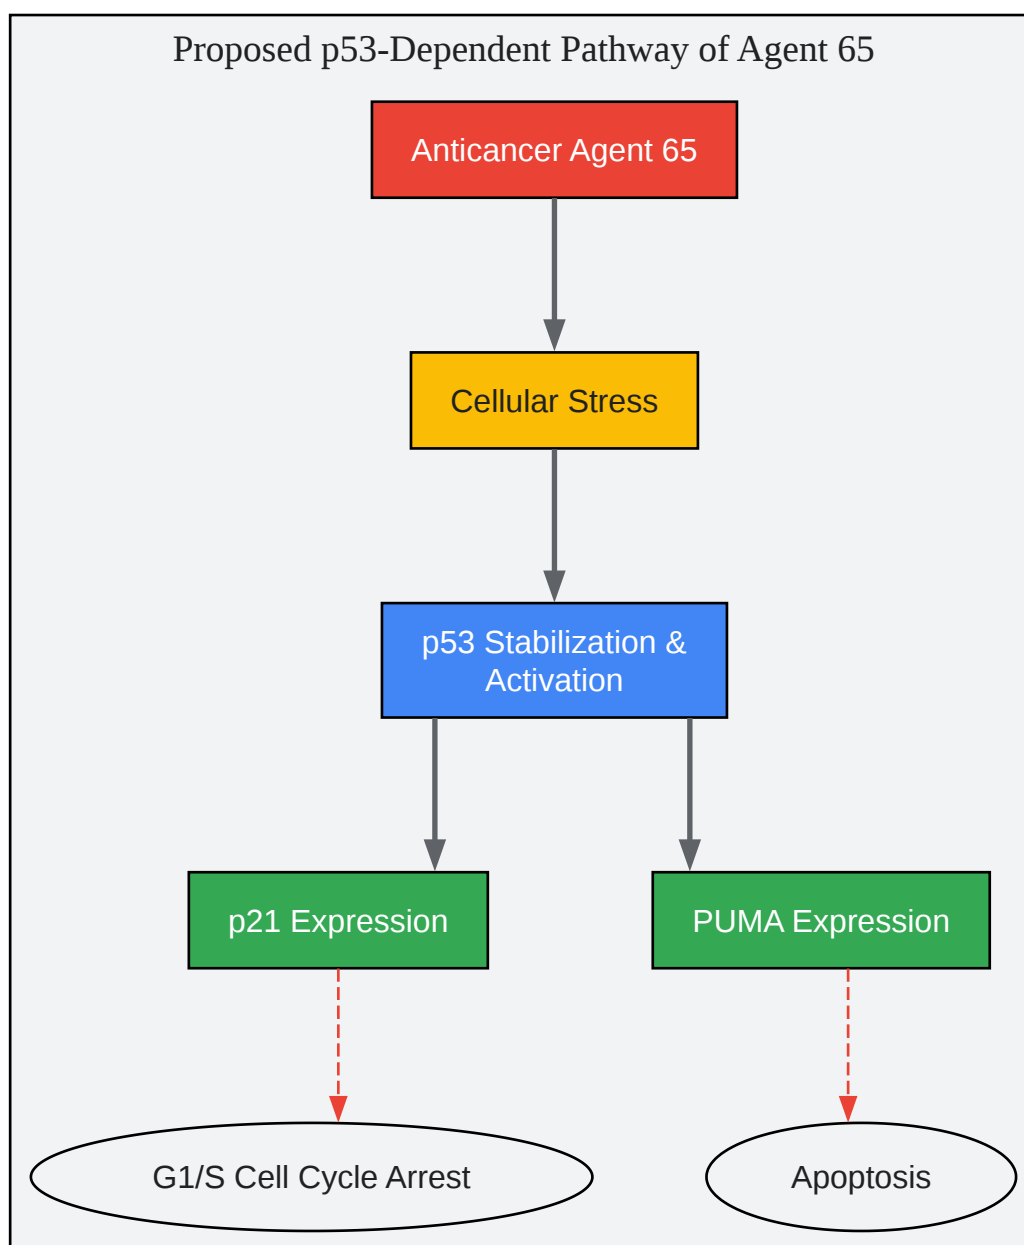 Proposed p53-Dependent Pathway of Agent 65
Anticancer Agent 65
Cellular Stress
p53 Stabilization &
Activation
p21 Expression
PUMA Expression
G1/S Cell Cycle Arrest
Apoptosis